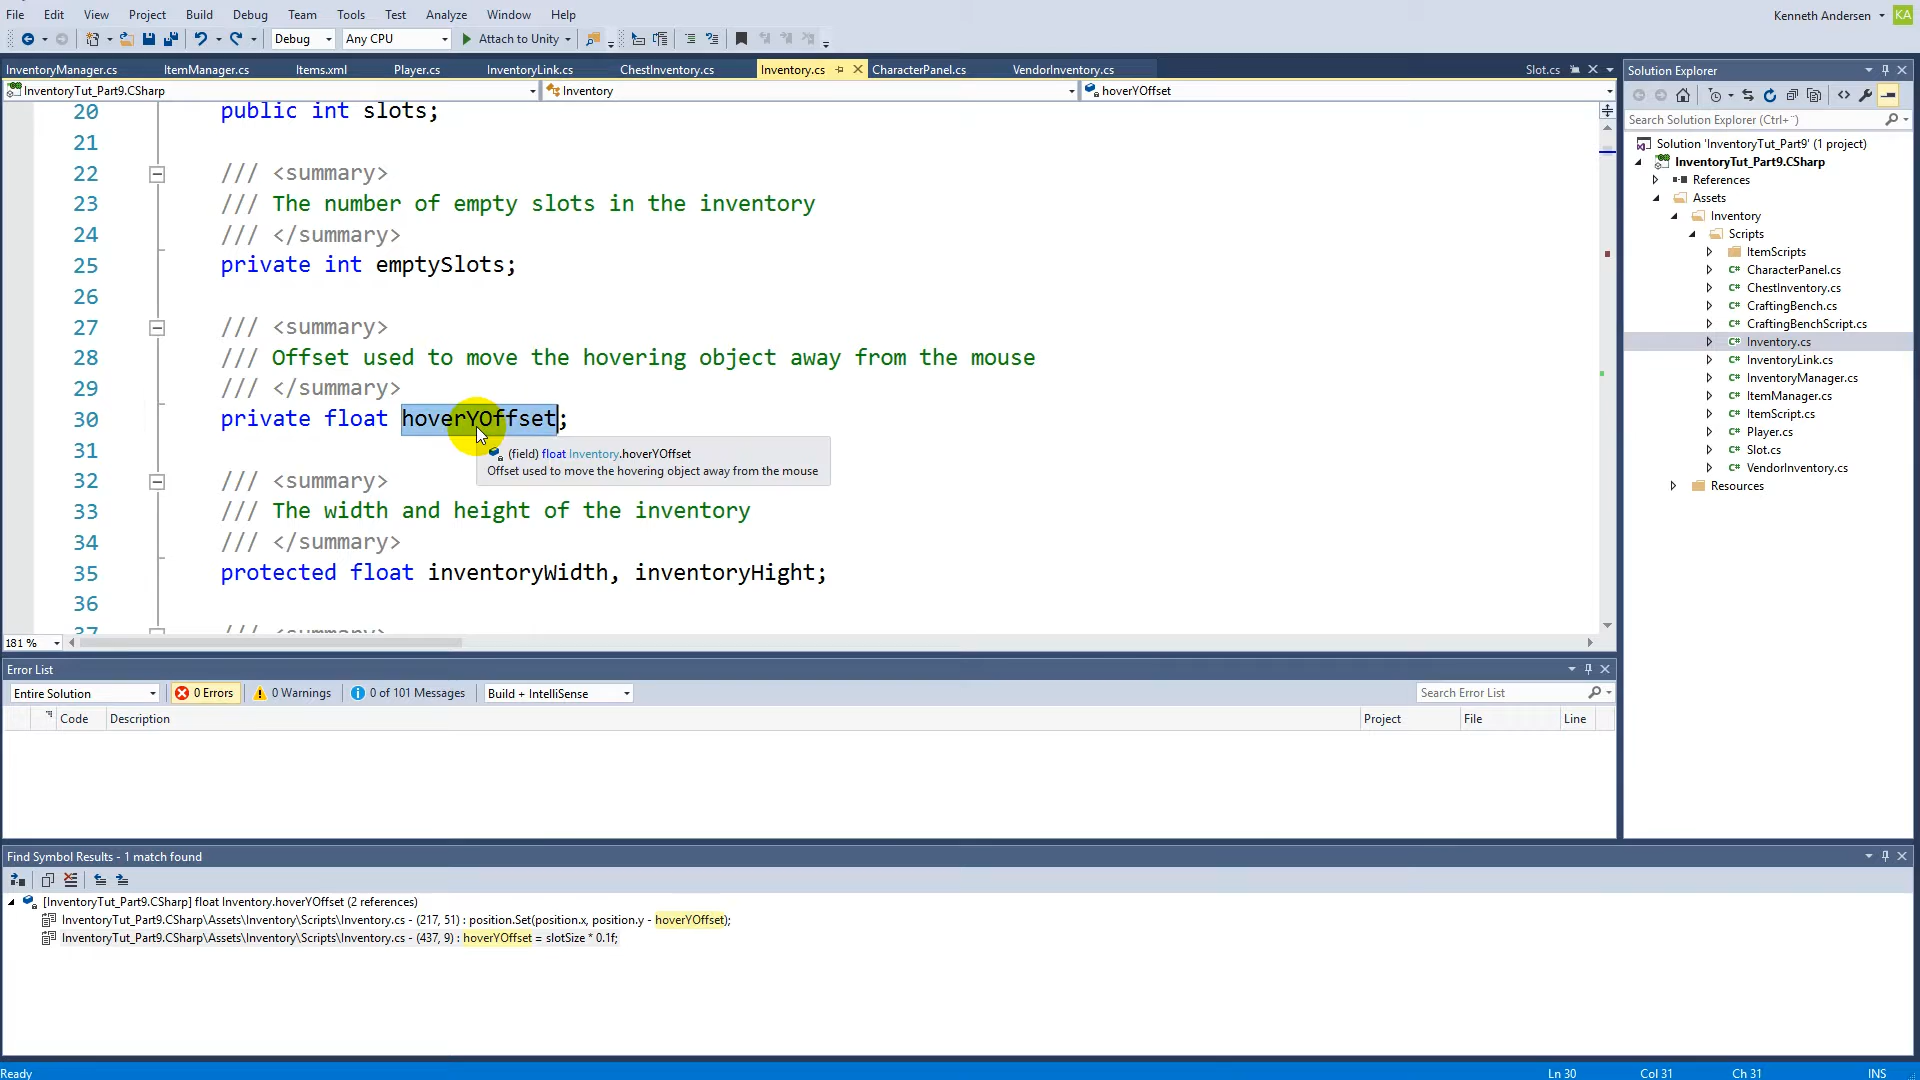 File Edit View Project Build Debug Team Tools Test Analyze Window Help Kenneth Andersen KA
Debug Any CPU Attach to Unity
InventoryManager.cs ItemManager.cs Items.xml Player.cs InventoryLink.cs ChestInventory.cs Inventory.cs CharacterPanel.cs VendorInventory.cs Slot.cs
InventoryTut_Part9.CSharp Inventory hoverYOffset
20 public int slots;
21
22 /// <summary>
23 /// The number of empty slots in the inventory
24 /// </summary>
25 private int emptySlots;
26
27 /// <summary>
28 /// Offset used to move the hovering object away from the mouse
29 /// </summary>
30 private float hoverYOffset;
31
(field) float Inventory.hoverYOffset
Offset used to move the hovering object away from the mouse
32 /// <summary>
33 /// The width and height of the inventory
34 /// </summary>
35 protected float inventoryWidth, inventoryHight;
36
37 /// <summary>
181 %
Solution Explorer
Search Solution Explorer (Ctrl+¨)
Solution 'InventoryTut_Part9' (1 project)
InventoryTut_Part9.CSharp
References
Assets
Inventory
Scripts
ItemScripts
C# CharacterPanel.cs
C# ChestInventory.cs
C# CraftingBench.cs
C# CraftingBenchScript.cs
C# Inventory.cs
C# InventoryLink.cs
C# InventoryManager.cs
C# ItemManager.cs
C# ItemScript.cs
C# Player.cs
C# Slot.cs
C# VendorInventory.cs
Resources
Error List
Entire Solution 0 Errors 0 Warnings 0 of 101 Messages Build + IntelliSense Search Error List
Code Description Project File Line
Find Symbol Results - 1 match found
[InventoryTut_Part9.CSharp] float Inventory.hoverYOffset (2 references)
InventoryTut_Part9.CSharp\Assets\Inventory\Scripts\Inventory.cs - (217, 51) : position.Set(position.x, position.y - hoverYOffset);
InventoryTut_Part9.CSharp\Assets\Inventory\Scripts\Inventory.cs - (437, 9) : hoverYOffset = slotSize * 0.1f;
Ready Ln 30 Col 31 Ch 31 INS